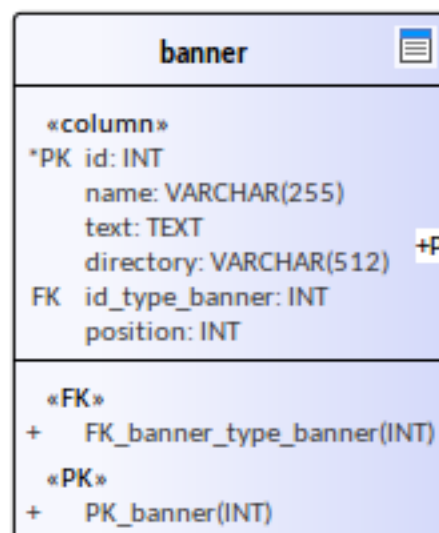 banner
«column»
*PK id: INT
name: VARCHAR(255)
text: TEXT
directory: VARCHAR(512)
+P
FK id_type_banner: INT
position: INT
«FK»
+ FK_banner_type_banner(INT)
«PK»
+ PK_banner(INT)